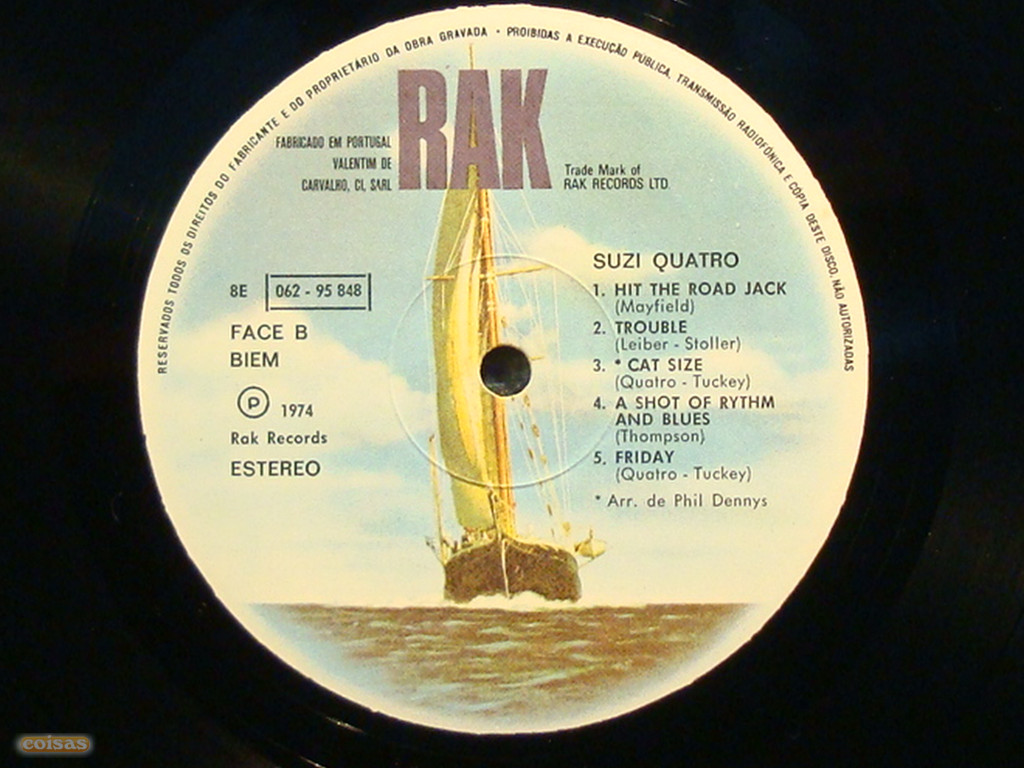 RESERVADOS TODOS OS DIREITOS DO FABRICANTE E DO PROPRIETÁRIO DA OBRA GRAVADA • PROIBIDAS A EXECUÇÃO PÚBLICA, TRANSMISSÃO RADIOFÓNICA E CÓPIA DESTE DISCO, NÃO AUTORIZADAS
RAK
FABRICADO EM PORTUGAL
VALENTIM DE
CARVALHO, CI, SARL
Trade Mark of
RAK RECORDS LTD.
8E 062 - 95 848
FACE B
BIEM
Ⓟ 1974
Rak Records
ESTEREO
SUZI QUATRO
1. HIT THE ROAD JACK
(Mayfield)
2. TROUBLE
(Leiber - Stoller)
3. * CAT SIZE
(Quatro - Tuckey)
4. A SHOT OF RYTHM
AND BLUES
(Thompson)
5. FRIDAY
(Quatro - Tuckey)
* Arr. de Phil Dennys
coisas